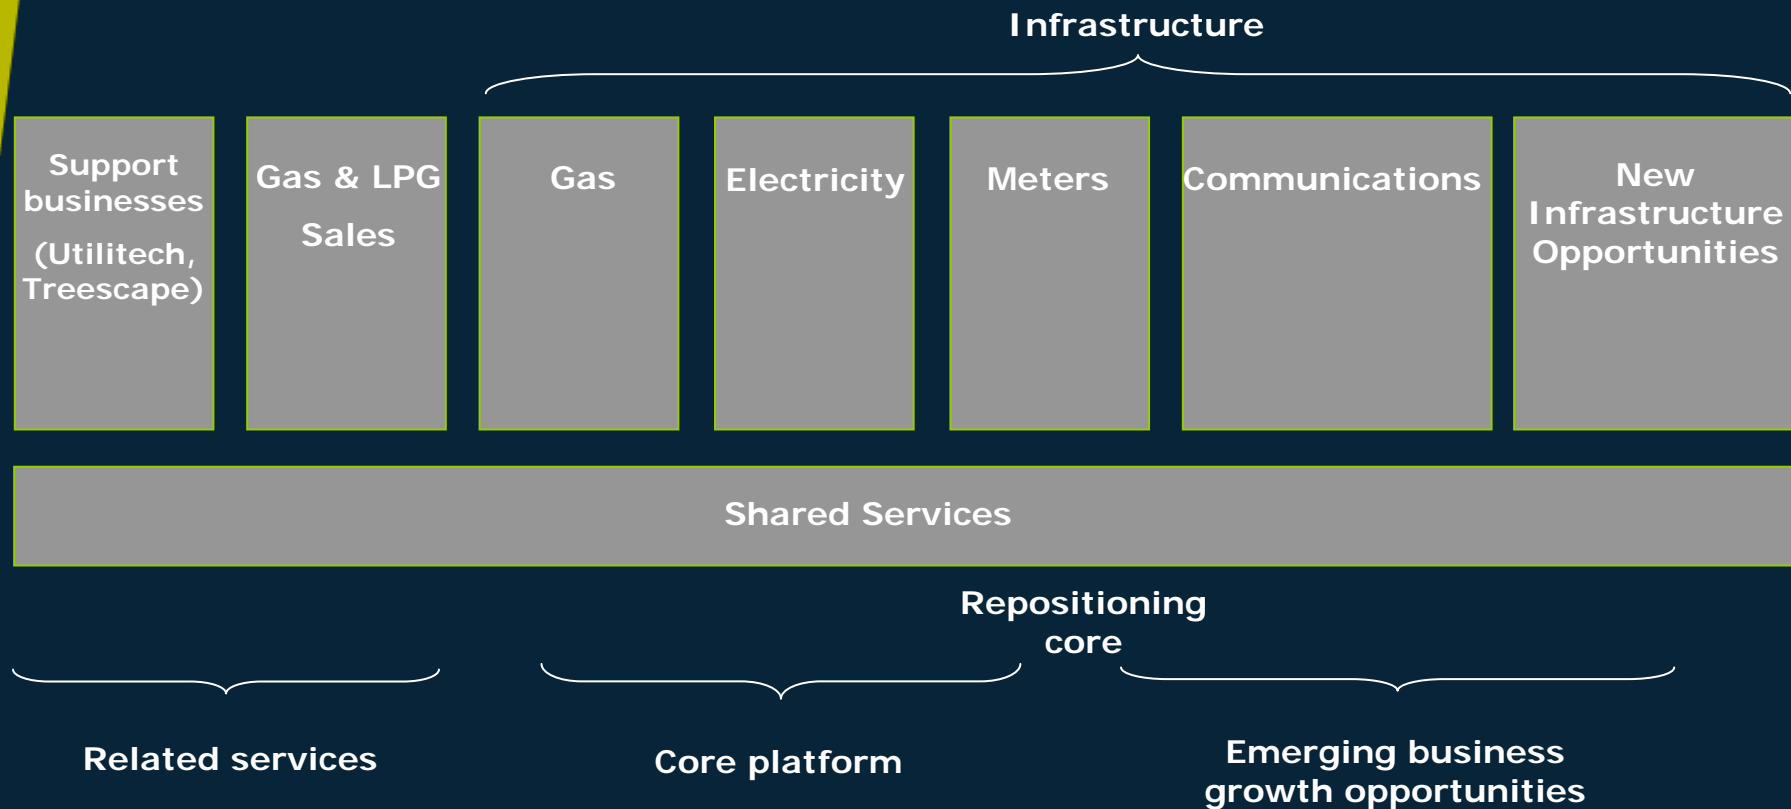 Infrastructure
Support
businesses
(Utilitech,
Treescape)
Gas & LPG
Sales
Gas
Electricity
Meters
Communications
New
Infrastructure
Opportunities
Shared Services
Repositioning
core
Related services
Core platform
Emerging business
growth opportunities